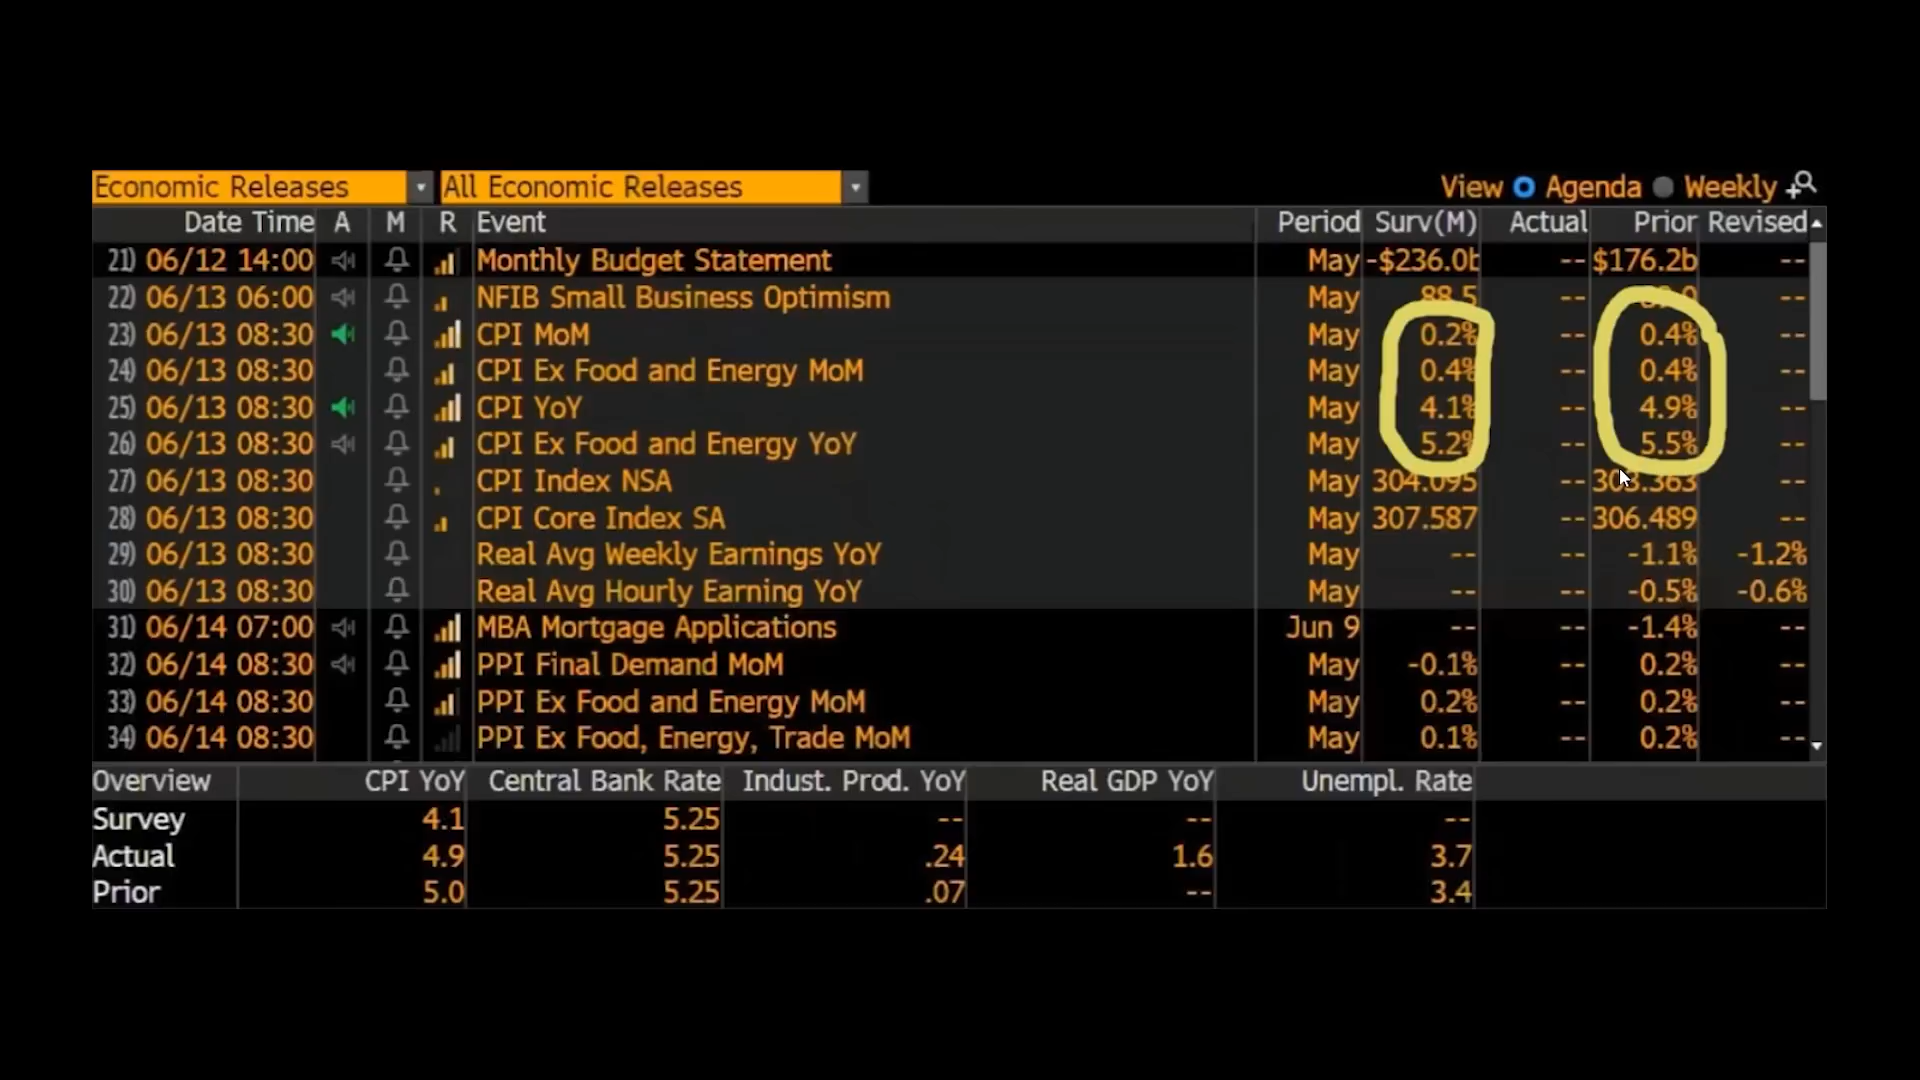 Economic Releases All Economic Releases View Agenda Weekly
Date Time A M R Event Period Surv(M) Actual Prior Revised
21) 06/12 14:00 Monthly Budget Statement May -$236.0b -- $176.2b --
22) 06/13 06:00 NFIB Small Business Optimism May 88.5 -- 89.0 --
23) 06/13 08:30 CPI MoM May 0.2% -- 0.4% --
24) 06/13 08:30 CPI Ex Food and Energy MoM May 0.4% -- 0.4% --
25) 06/13 08:30 CPI YoY May 4.1% -- 4.9% --
26) 06/13 08:30 CPI Ex Food and Energy YoY May 5.2% -- 5.5% --
27) 06/13 08:30 CPI Index NSA May 304.095 -- 303.363 --
28) 06/13 08:30 CPI Core Index SA May 307.587 -- 306.489 --
29) 06/13 08:30 Real Avg Weekly Earnings YoY May -- -- -1.1% -1.2%
30) 06/13 08:30 Real Avg Hourly Earning YoY May -- -- -0.5% -0.6%
31) 06/14 07:00 MBA Mortgage Applications Jun 9 -- -- -1.4% --
32) 06/14 08:30 PPI Final Demand MoM May -0.1% -- 0.2% --
33) 06/14 08:30 PPI Ex Food and Energy MoM May 0.2% -- 0.2% --
34) 06/14 08:30 PPI Ex Food, Energy, Trade MoM May 0.1% -- 0.2% --
Overview CPI YoY Central Bank Rate Indust. Prod. YoY Real GDP YoY Unempl. Rate
Survey 4.1 5.25 -- -- --
Actual 4.9 5.25 .24 1.6 3.7
Prior 5.0 5.25 .07 -- 3.4